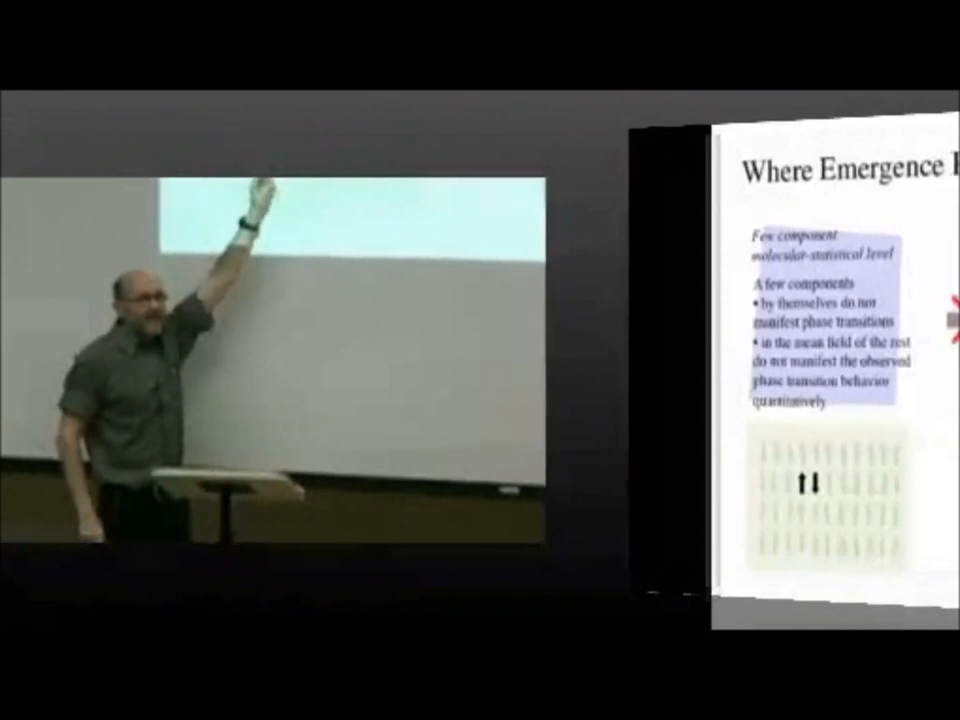 Where Emergence
Few component
molecular-statistical level
A few components
• by themselves do not
manifest phase transitions
• in the mean field of the rest
do not manifest the observed
phase transition behavior
quantitatively